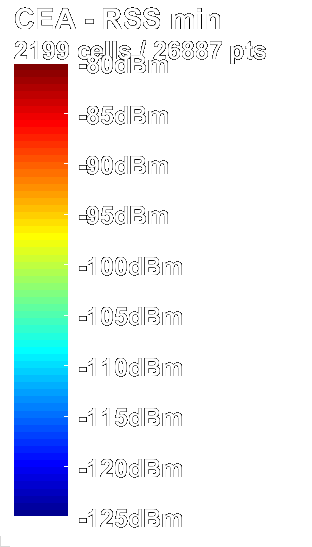 CEA - RSS min
2199 cells / 26887 pts
-80dBm
-85dBm
-90dBm
-95dBm
-100dBm
-105dBm
-110dBm
-115dBm
-120dBm
-125dBm